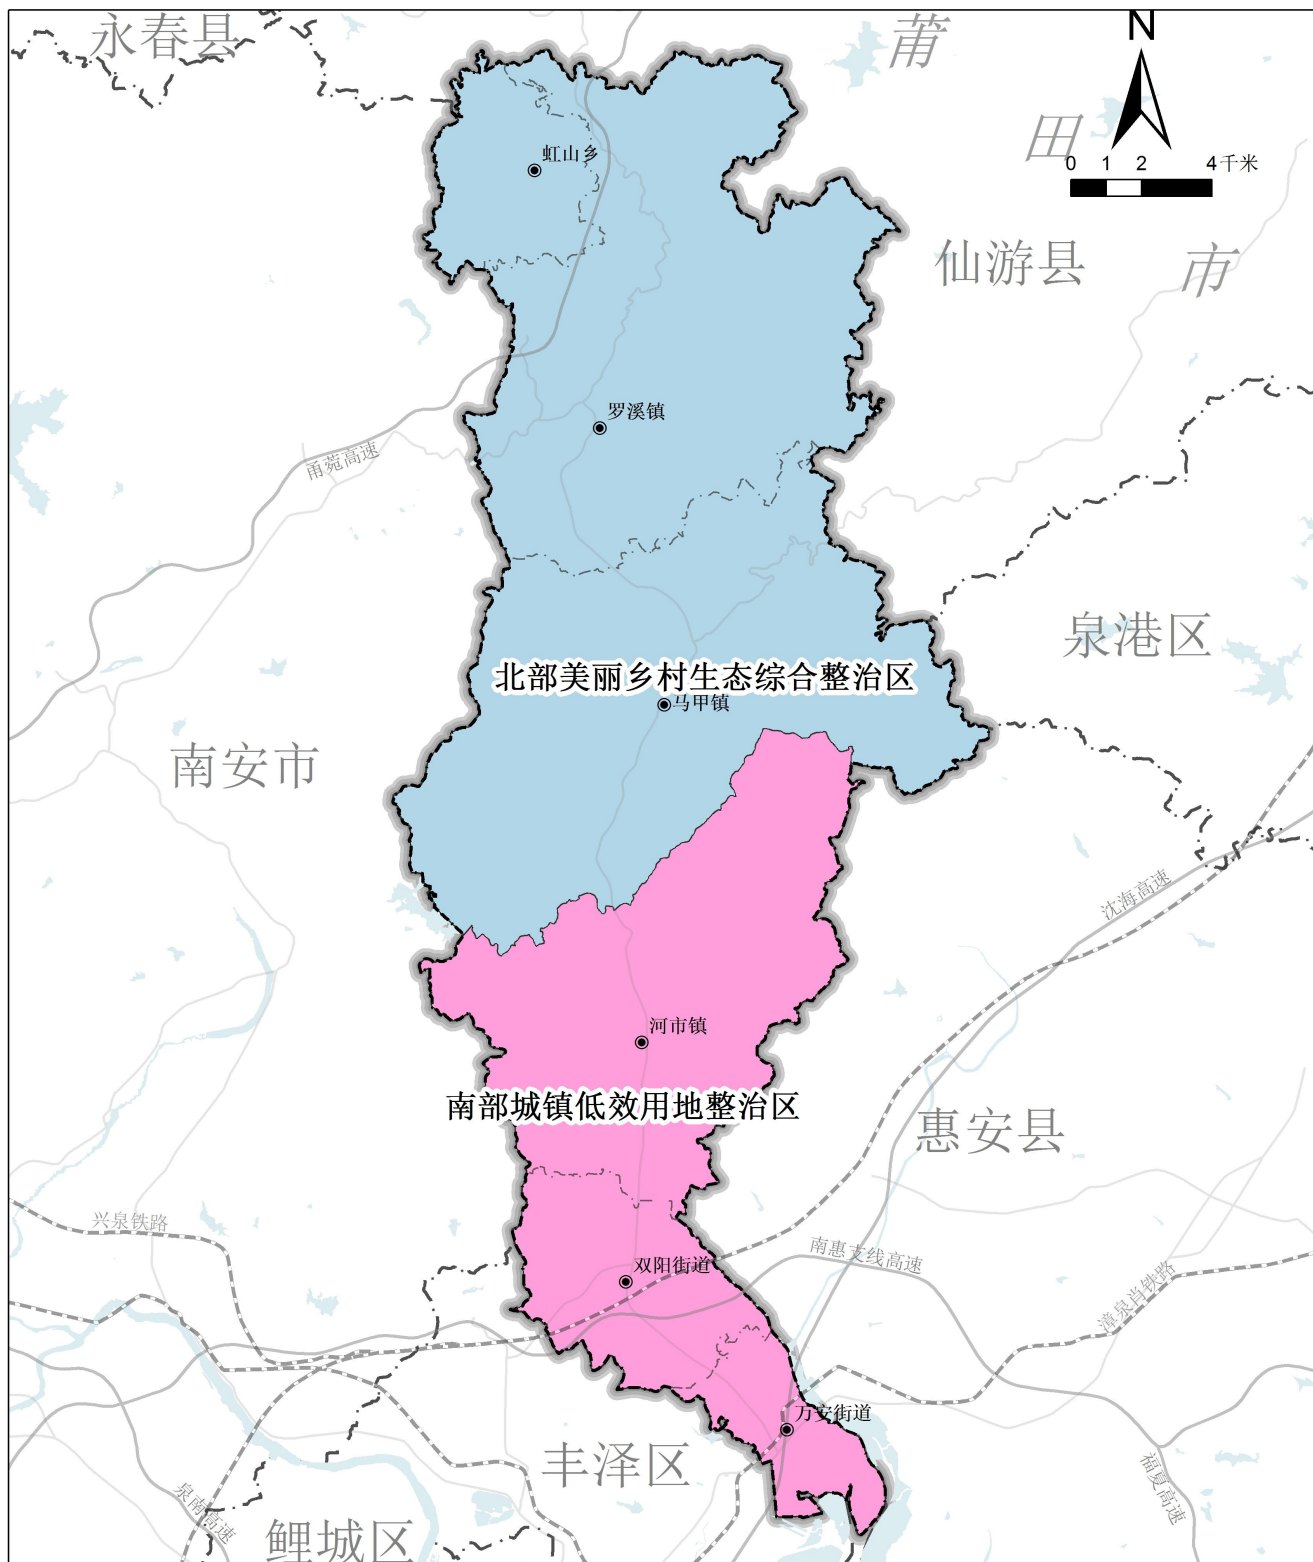 永春县
莆
N
田
0 1 2 4千米
虹山乡
仙游县
市
罗溪镇
甬莞高速
泉港区
北部美丽乡村生态综合整治区
马甲镇
南安市
沈海高速
河市镇
南部城镇低效用地整治区
惠安县
兴泉铁路
南惠支线高速
双阳街道
漳泉肖铁路
万安街道
丰泽区
泉南高速
福夏高速
鲤城区